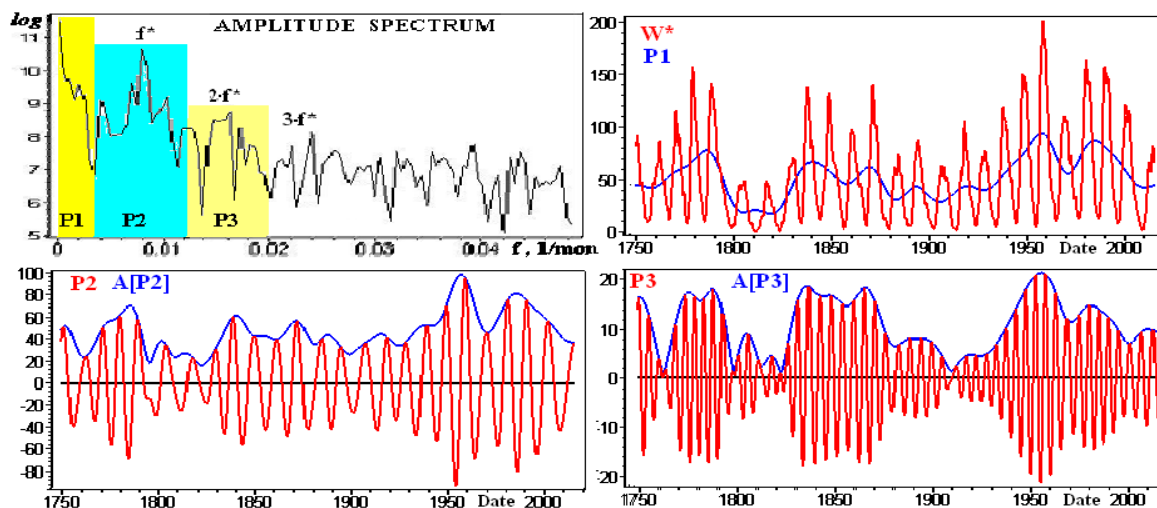 log
AMPLITUDE SPECTRUM
f*
2·f*
3·f*
11
10
9
8
7
6
5
P1 P2 P3
0 0.01 0.02 0.03 0.04
f, 1/mon
W*
P1
200
150
100
50
0
1750 1800 1850 1900 1950 Date 2000
P2 A[P2]
100
80
60
40
20
0
-20
-40
-60
-80
1750 1800 1850 1900 1950 Date 2000
P3 A[P3]
20
10
0
10
20
1750 1800 1850 1900 1950 Date 2000